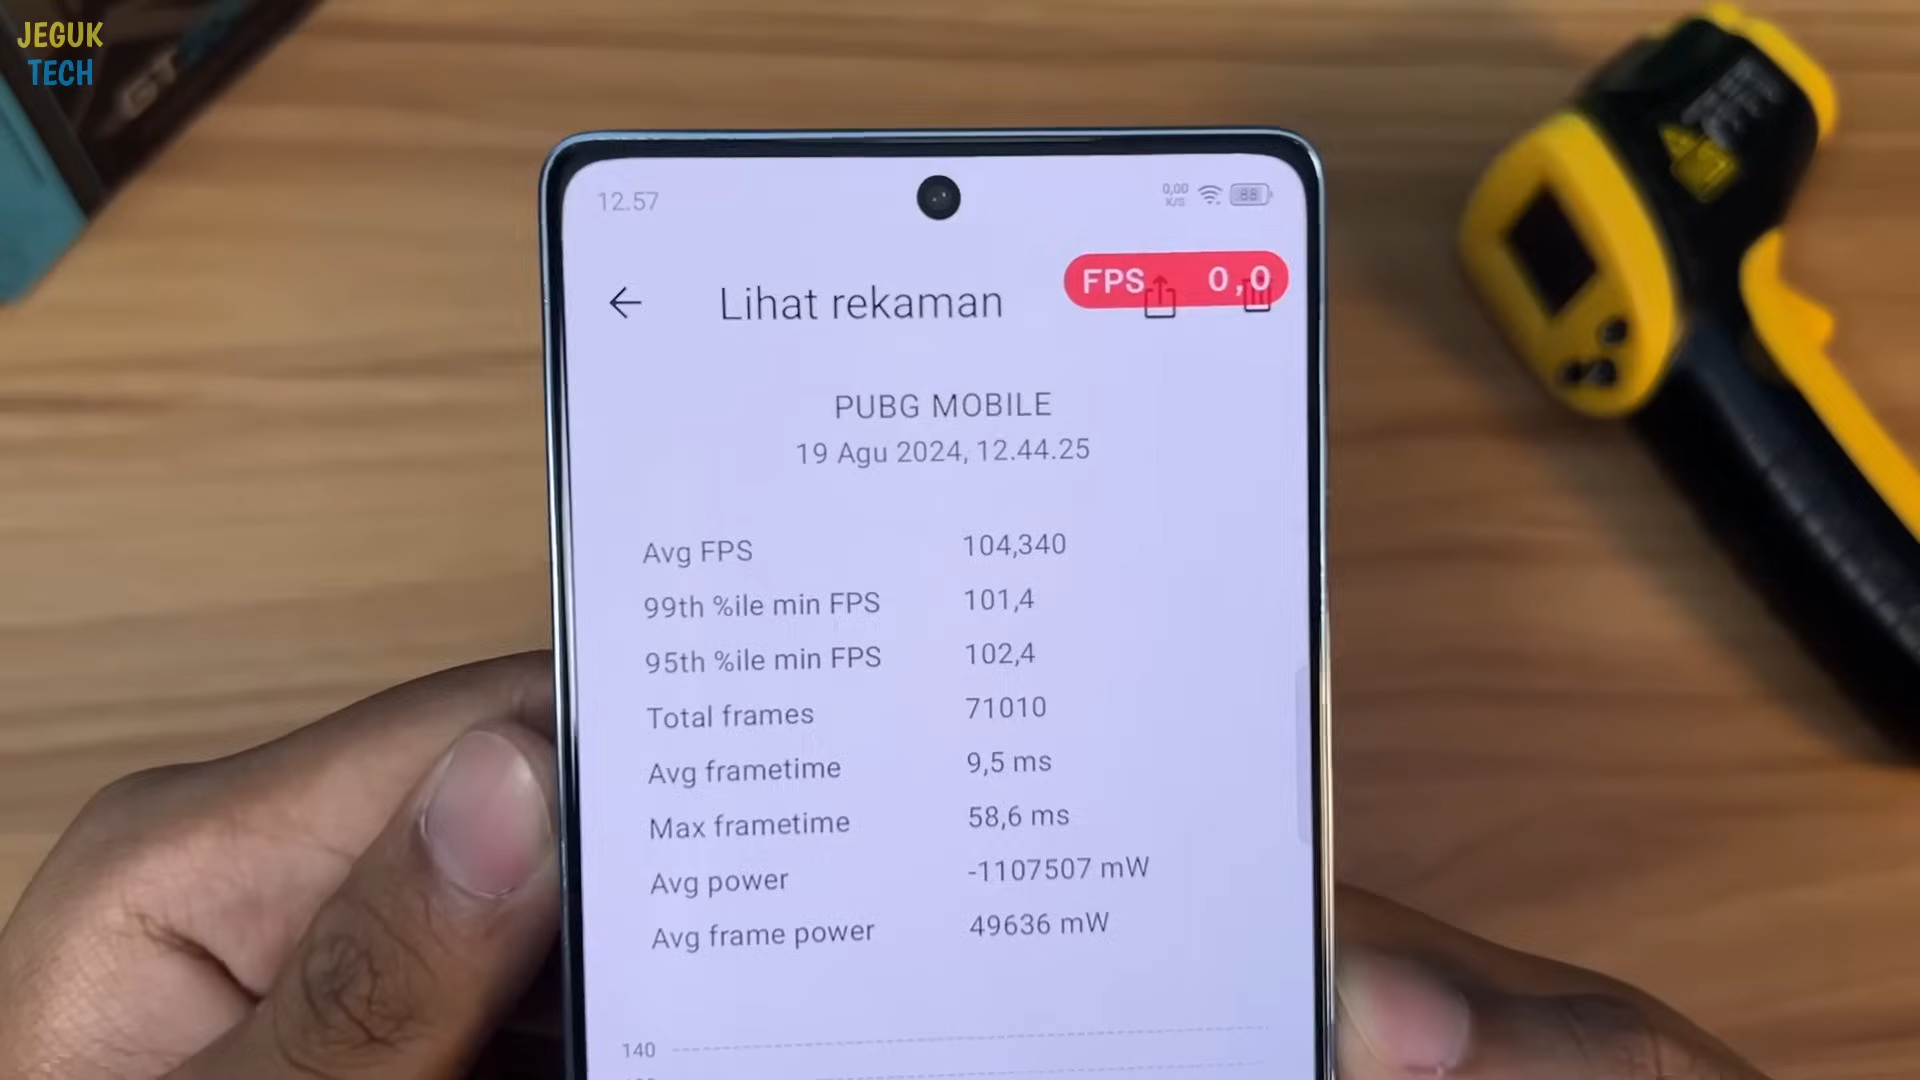 JEGUK
TECH
GT
12.57
0,00
K/S
88
FPS 0,0
Lihat rekaman
PUBG MOBILE
19 Agu 2024, 12.44.25
Avg FPS 104,340
99th %ile min FPS 101,4
95th %ile min FPS 102,4
Total frames 71010
Avg frametime 9,5 ms
Max frametime 58,6 ms
Avg power -1107507 mW
Avg frame power 49636 mW
140